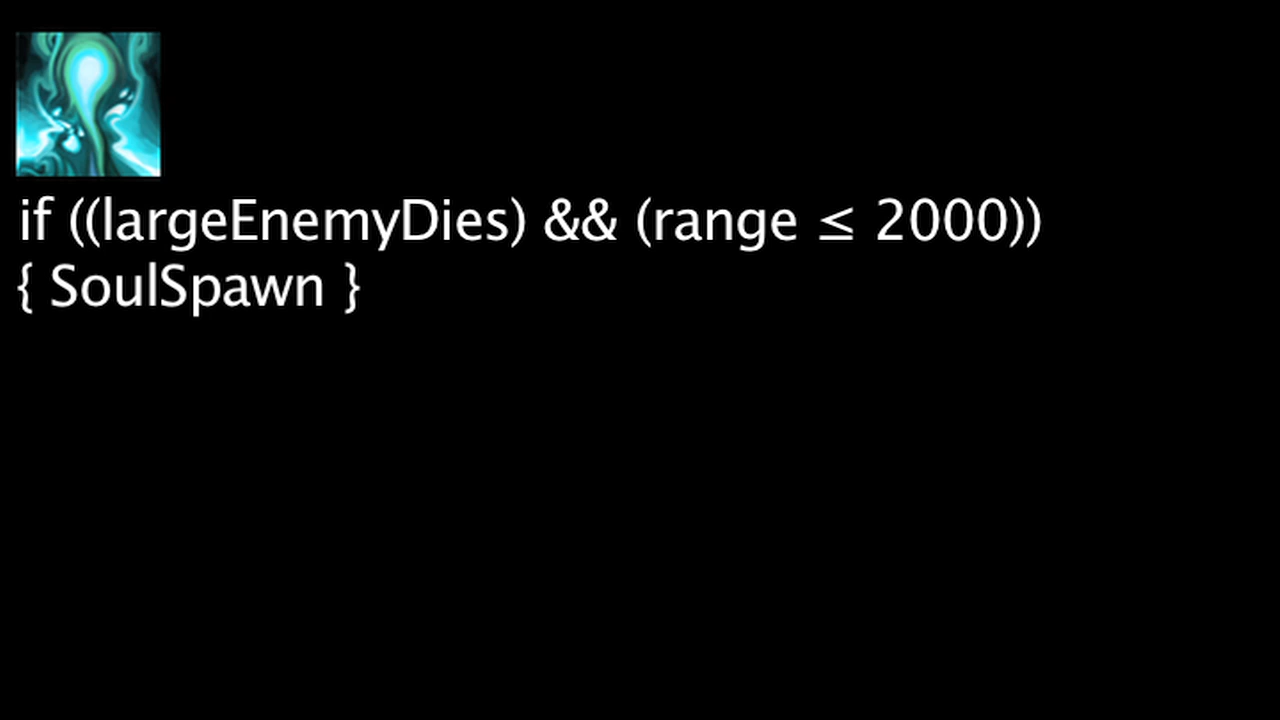 if ((largeEnemyDies) && (range ≤ 2000))
{ SoulSpawn }